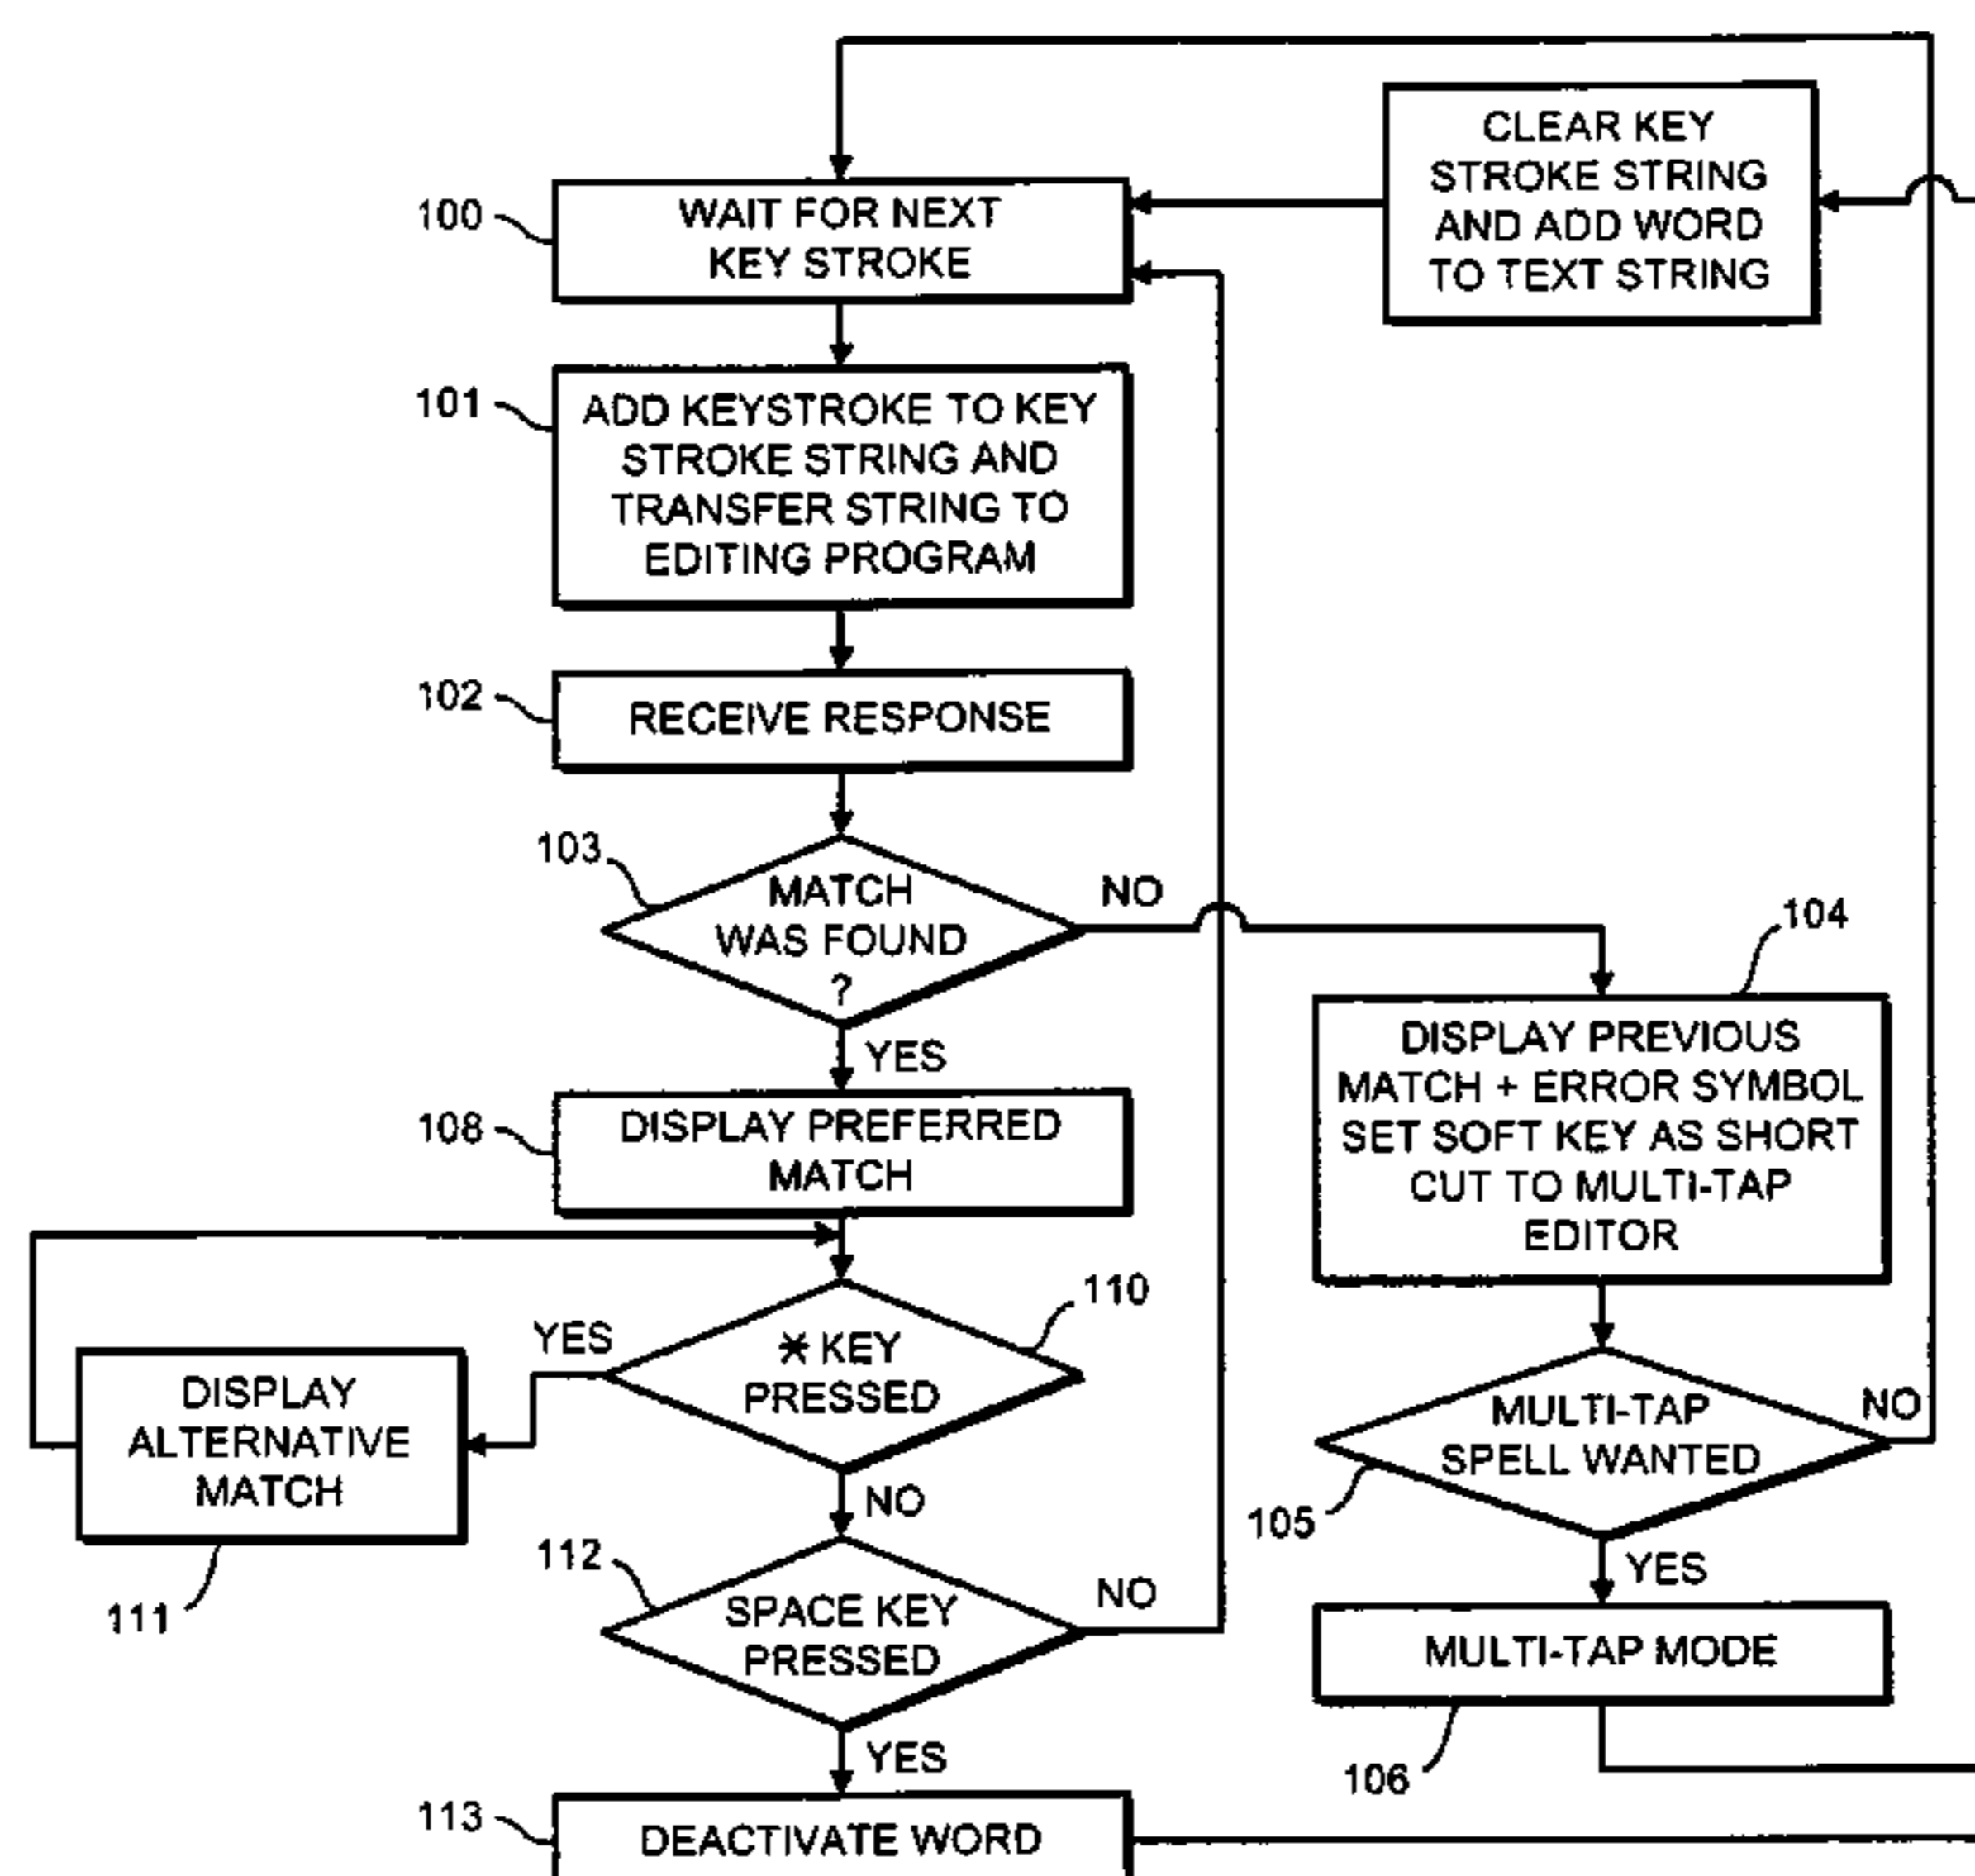 CLEAR KEY
STROKE STRING
AND ADD WORD
TO TEXT STRING
100
WAIT FOR NEXT
KEY STROKE
101
ADD KEYSTROKE TO KEY
STROKE STRING AND
TRANSFER STRING TO
EDITING PROGRAM
102
RECEIVE RESPONSE
103
MATCH
WAS FOUND
?
NO
YES
104
DISPLAY PREVIOUS
MATCH + ERROR SYMBOL
SET SOFT KEY AS SHORT
CUT TO MULTI-TAP
EDITOR
108
DISPLAY PREFERRED
MATCH
110
* KEY
PRESSED
YES
NO
DISPLAY
ALTERNATIVE
MATCH
111
105
MULTI-TAP
SPELL WANTED
NO
YES
112
SPACE KEY
PRESSED
NO
YES
MULTI-TAP MODE
106
113
DEACTIVATE WORD